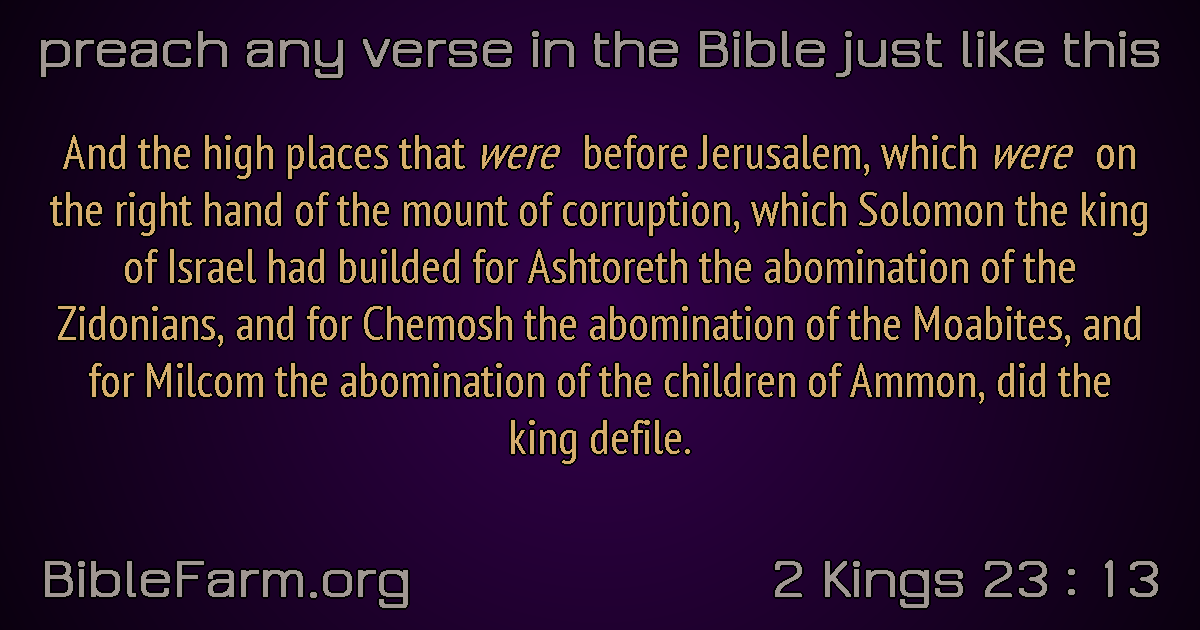 preach any verse in the Bible just like this
And the high places that were before Jerusalem, which were on
the right hand of the mount of corruption, which Solomon the king
of Israel had builded for Ashtoreth the abomination of the
Zidonians, and for Chemosh the abomination of the Moabites, and
for Milcom the abomination of the children of Ammon, did the
king defile.
BibleFarm.org
2 Kings 23 : 13